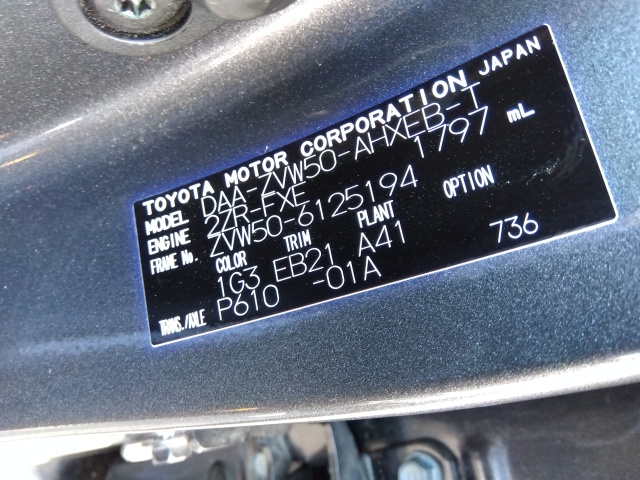 TOYOTA MOTOR CORPORATION JAPAN
MODEL DAA-ZVW50-AHXEB-T
ENGINE 2ZR-FXE 1797 mL
FRAME No. ZVW50-6125194
COLOR TRIM PLANT OPTION
1G3 EB21 A41 736
TRANS./AXLE P610 -01A